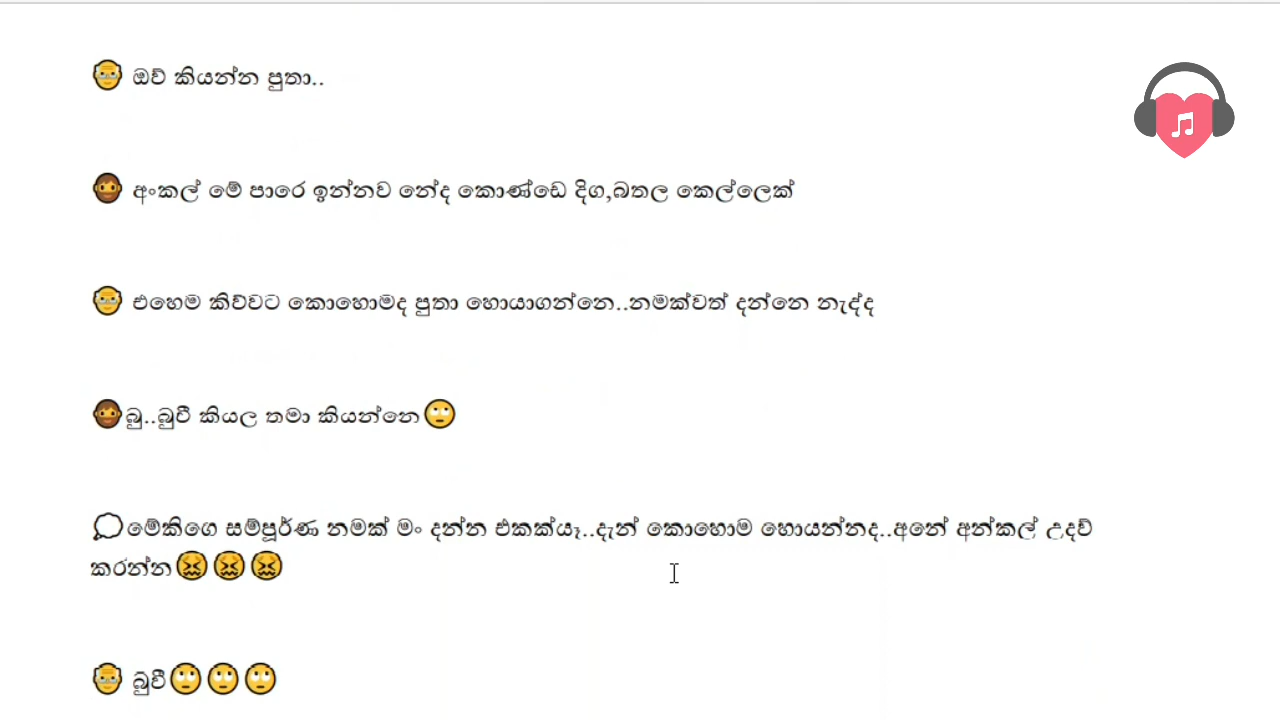 👴 ඔව් කියන්න පුතා..
🧔🏾 අංකල් මේ පාරෙ ඉන්නව නේද කොණ්ඩෙ දිග,බතල කෙල්ලෙක්
👴 එහෙම කිව්වට කොහොමද පුතා හොයාගන්නෙ..නමක්වත් දන්නෙ නැද්ද
🧔🏾බු..බුවී කියල තමා කියන්නෙ🙄
💭මේකිගෙ සම්පූර්ණ නමක් මං දන්න එකක්යෑ..දැන් කොහොම හොයන්නද..අනේ අන්කල් උදව්
කරන්න😖😖😖
👴 බුවී🙄🙄🙄